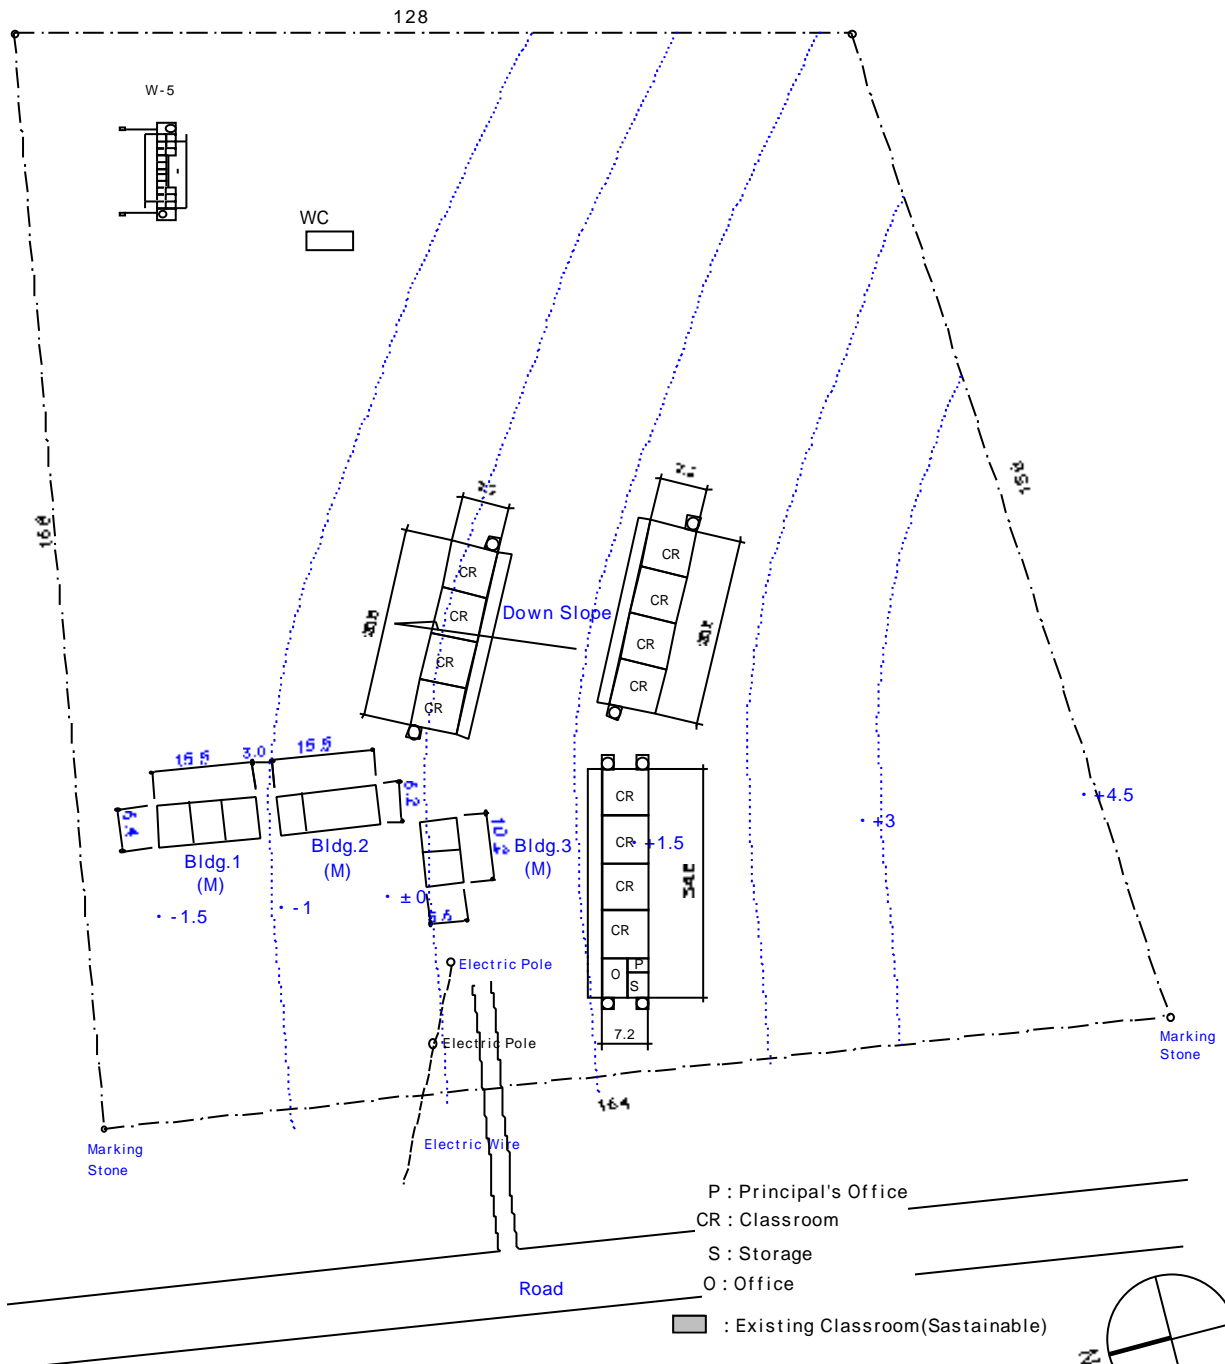 128
W-5
WC
168
158
CR
CR
CR
CR
CR
CR
CR
CR
Down Slope
15.5
3.0
15.5
6.2
5.4
Bldg.1
(M)
Bldg.2
(M)
Bldg.3
(M)
CR
CR
CR
CR
O
P
S
7.2
-1.5
-1
±0
+1.5
+3
+4.5
Electric Pole
Electric Pole
Electric Wire
164
Marking
Stone
Marking
Stone
P : Principal's Office
CR : Classroom
S : Storage
O : Office
: Existing Classroom(Sastainable)
Road
N